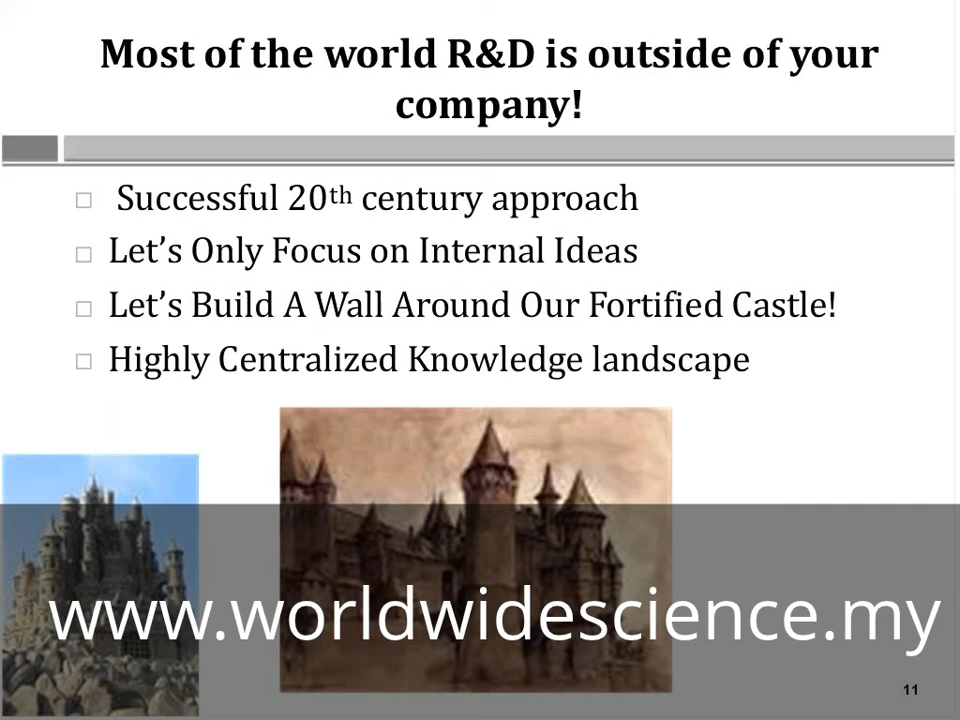 Most of the world R&D is outside of your
company!
Successful 20th century approach
Let's Only Focus on Internal Ideas
Let's Build A Wall Around Our Fortified Castle!
Highly Centralized Knowledge landscape
www.worldwidescience.my
11